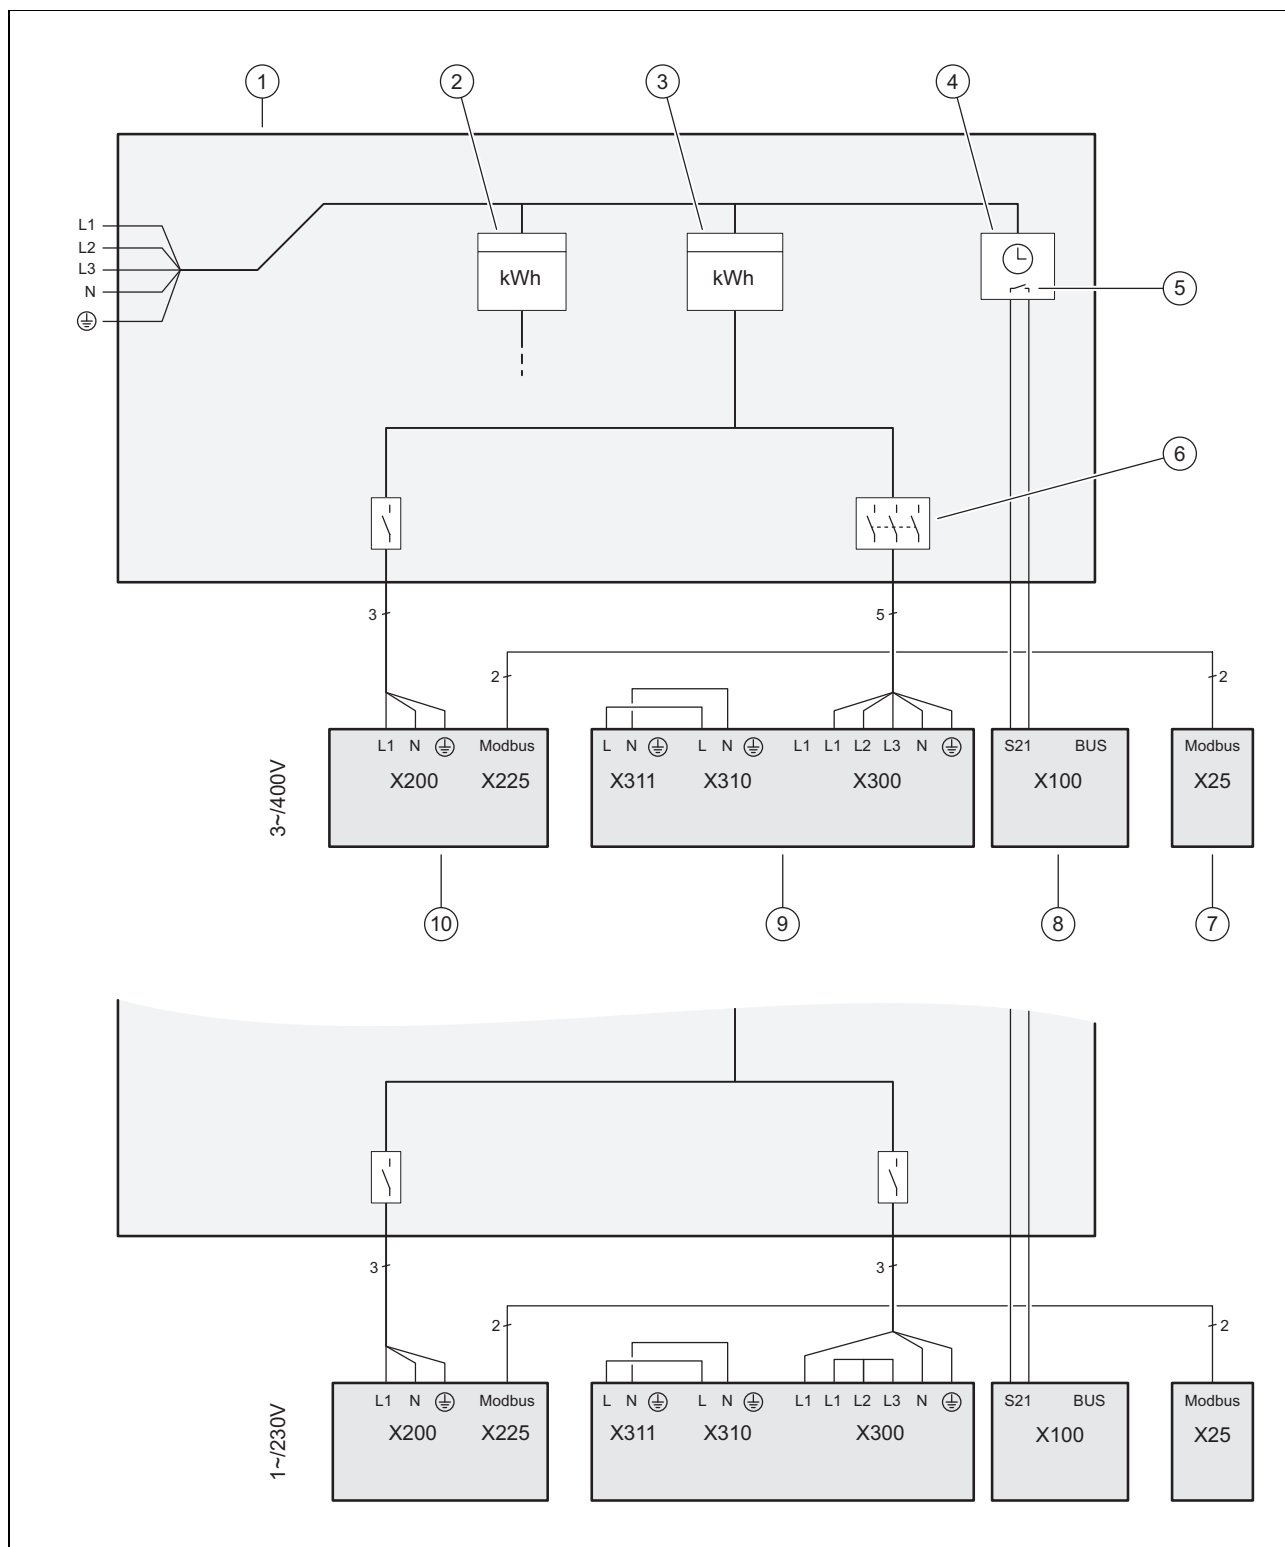 1 2 3 4
L1
L2
L3
N
kWh kWh
5
6
3 5
2 2
L1 N Modbus L N L N L1 L1 L2 L3 N S21 BUS Modbus
X200 X225 X311 X310 X300 X100 X25
3~/400V
10 9 8 7
3 3
2 2
L1 N Modbus L N L N L1 L1 L2 L3 N S21 BUS Modbus
X200 X225 X311 X310 X300 X100 X25
1~/230V